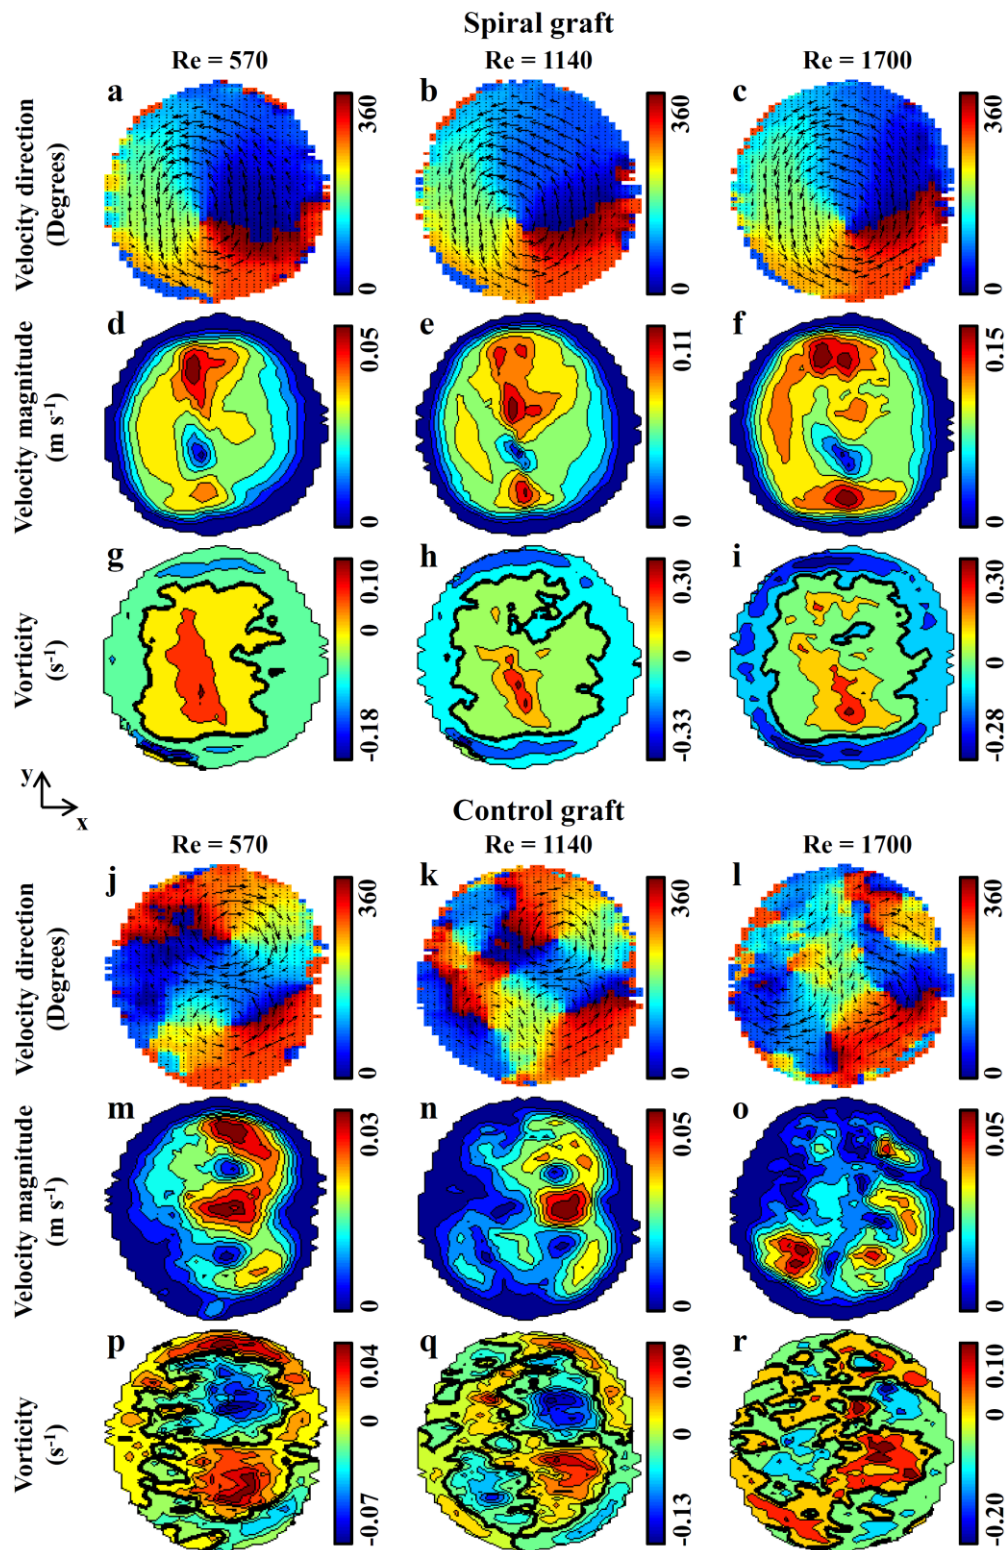 Spiral graft
Re = 570
Re = 1140
Re = 1700
Velocity direction
(Degrees)
a
360
0
b
360
0
c
360
0
Velocity magnitude
(m s⁻¹)
d
0.05
0
e
0.11
0
f
0.15
0
Vorticity
(s⁻¹)
g
0.10
0
-0.18
h
0.30
0
-0.33
i
0.30
0
-0.28
y
x
Control graft
Re = 570
Re = 1140
Re = 1700
Velocity direction
(Degrees)
j
360
0
k
360
0
l
360
0
Velocity magnitude
(m s⁻¹)
m
0.03
0
n
0.05
0
o
0.05
0
Vorticity
(s⁻¹)
p
0.04
0
-0.07
q
0.09
0
-0.13
r
0.10
0
-0.20